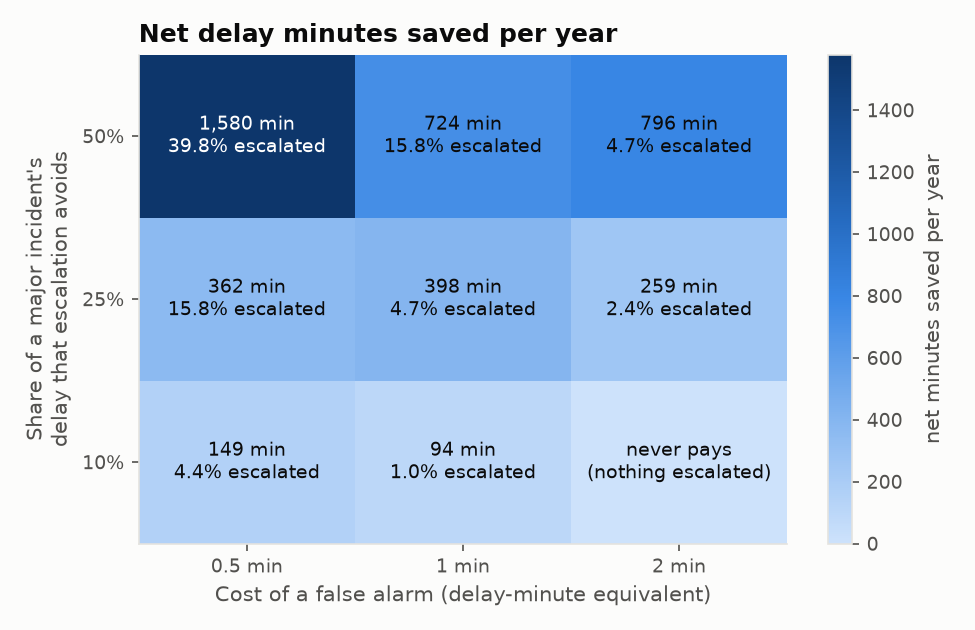 Net delay minutes saved per year
Share of a major incident's
delay that escalation avoids
50%
1,580 min
39.8% escalated
724 min
15.8% escalated
796 min
4.7% escalated
25%
362 min
15.8% escalated
398 min
4.7% escalated
259 min
2.4% escalated
10%
149 min
4.4% escalated
94 min
1.0% escalated
never pays
(nothing escalated)
0.5 min
1 min
2 min
Cost of a false alarm (delay-minute equivalent)
1400
1200
1000
800
600
400
200
0
net minutes saved per year